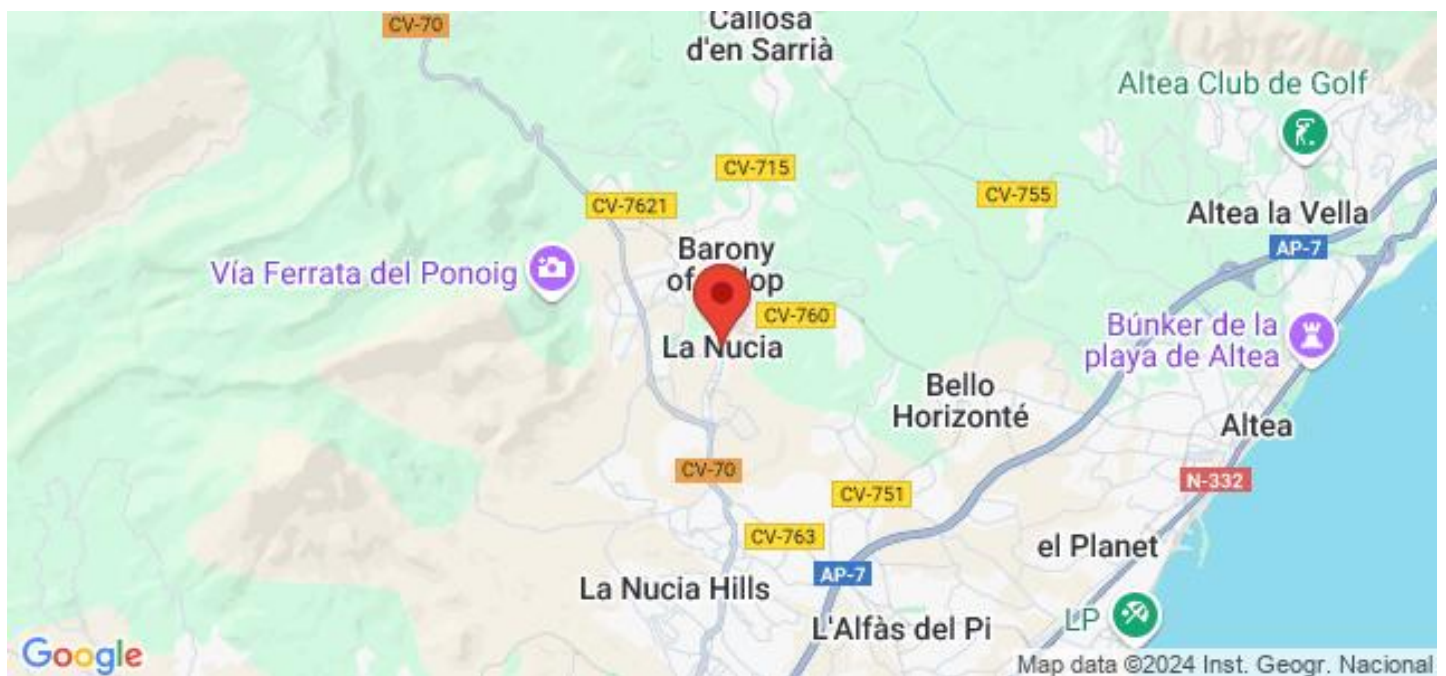 CV-70
Callosa
d'en Sarrià
Altea Club de Golf
CV-715
CV-7621
CV-755
Altea la Vella
AP-7
Vía Ferrata del Ponoig
Barony
of
CV-760
La Nucia
Búnker de la
playa de Altea
Bello
Horizonté
Altea
CV-70
CV-751
N-332
CV-763
el Planet
AP-7
La Nucia Hills
L'Alfàs del Pi
LP
Google
Map data ©2024 Inst. Geogr. Nacional